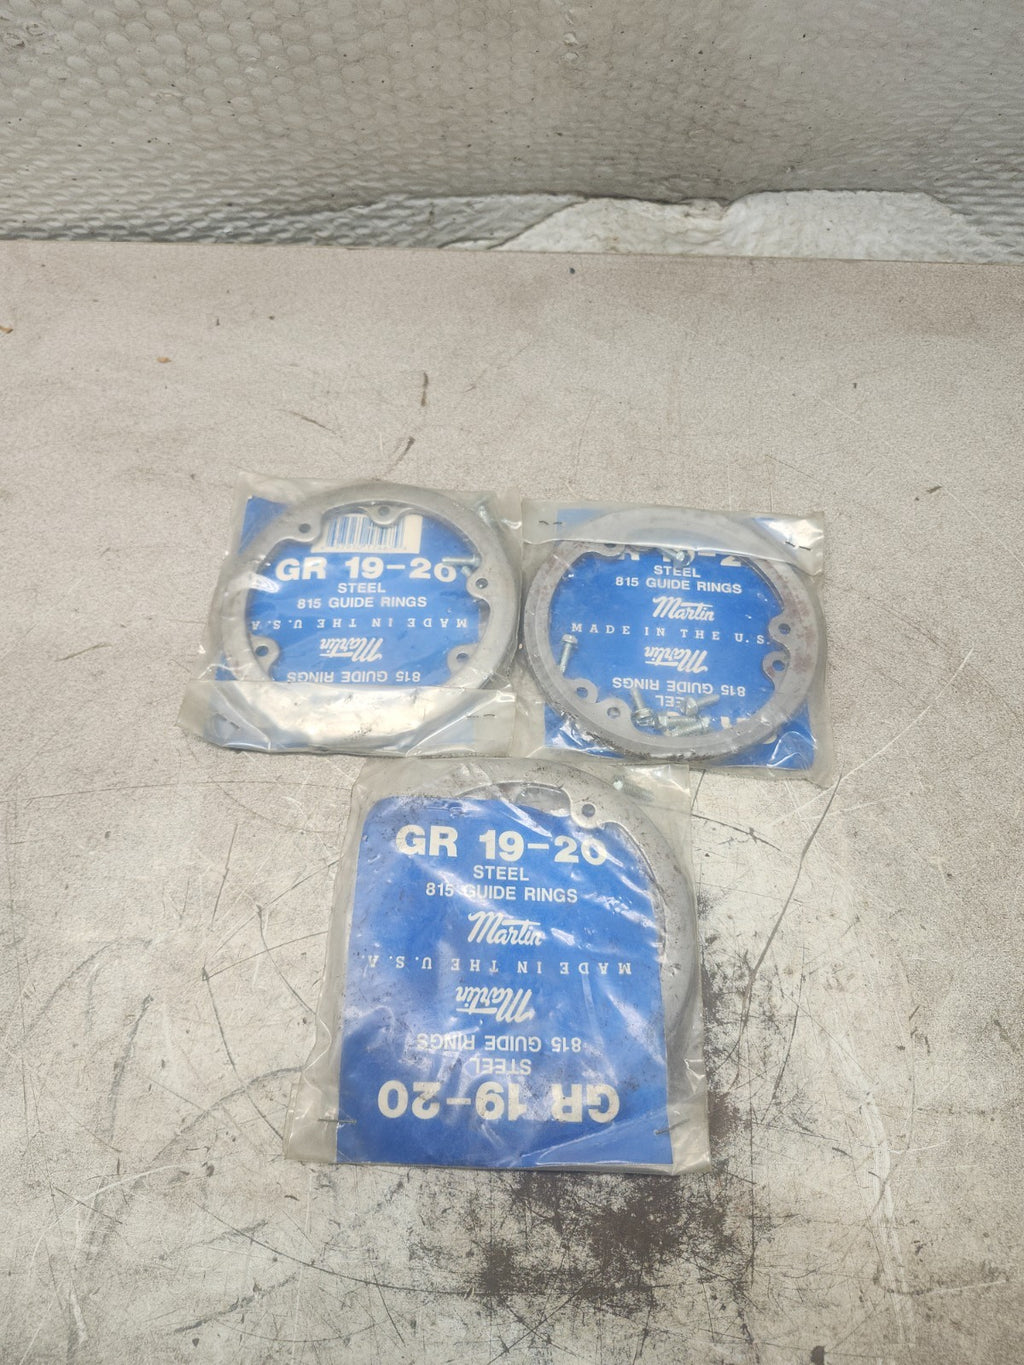 GR 19-20
STEEL
815 GUIDE RINGS
MADE IN THE U.S.A
Martin
815 GUIDE RINGS
STEEL
815 GUIDE RINGS
Martin
MADE IN THE U.S.
Martin
815 GUIDE RINGS
GR 19-20
STEEL
815 GUIDE RINGS
Martin
MADE IN THE U.S.A.
Martin
815 GUIDE RINGS
STEEL
GR 19-20